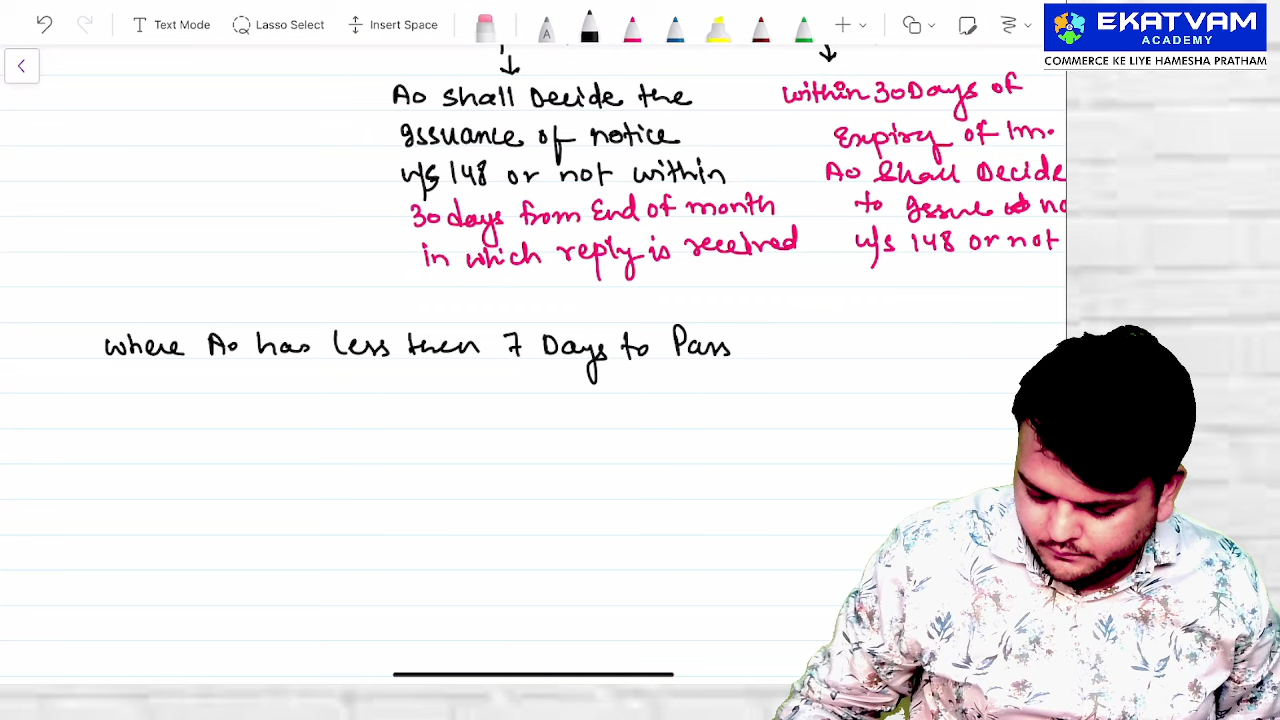 Text Mode
Lasso Select
Insert Space
EKATVAM
ACADEMY
COMMERCE KE LIYE HAMESHA PRATHAM
Ao shall Decide the
issuance of notice
u/s 148 or not within
30 days from End of month
in which reply is received
within 30 Days of
Expiry of 1m.
Ao shall Decide
to issue no
u/s 148 or not
where Ao has less then 7 Days to Pass